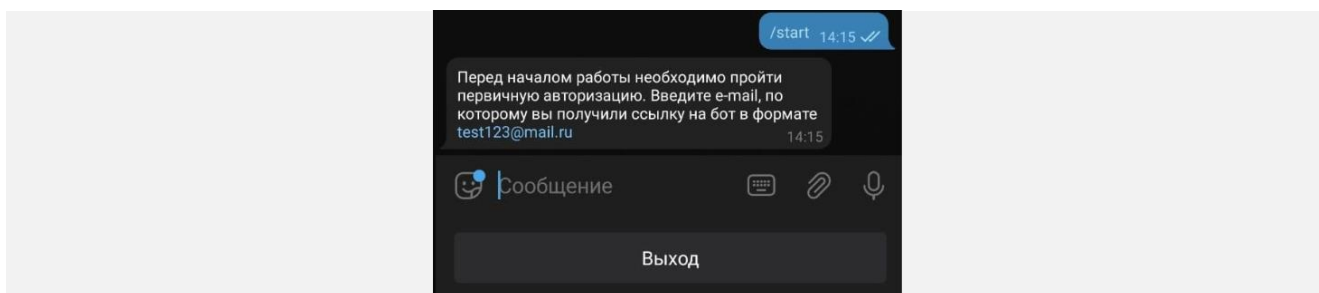 /start 14:15
Перед началом работы необходимо пройти
первичную авторизацию. Введите e-mail, по
которому вы получили ссылку на бот в формате
test123@mail.ru 14:15
Сообщение
Выход